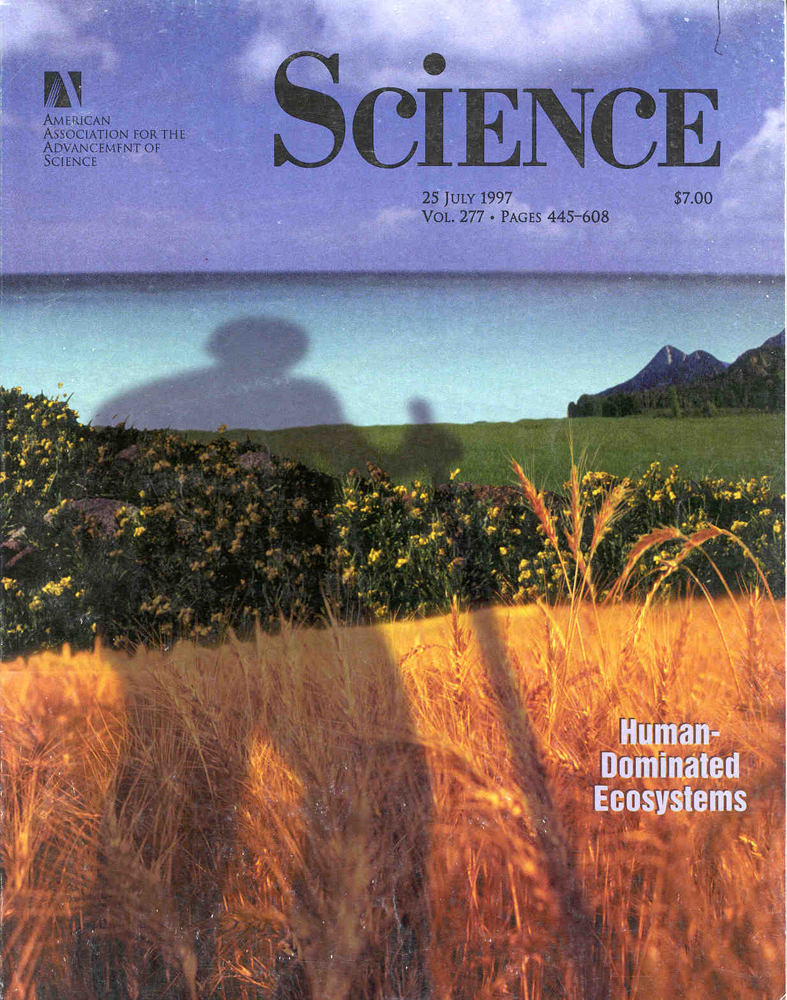 AMERICAN
ASSOCIATION FOR THE
ADVANCEMENT OF
SCIENCE
SCiENCE
25 JULY 1997
$7.00
VOL. 277 • PAGES 445–608
Human-
Dominated
Ecosystems